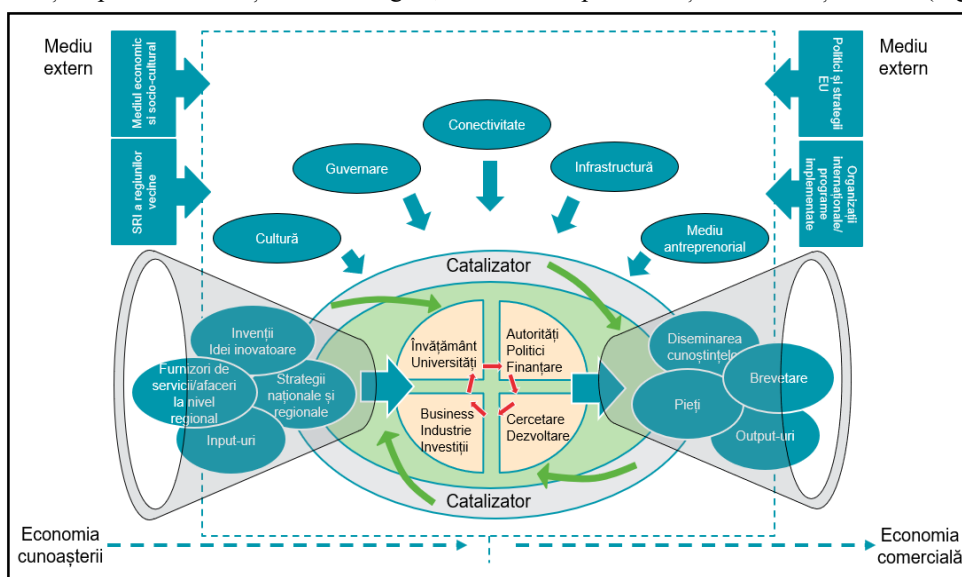 Mediu
extern
Mediul economic
si socio-cultural
SRI a regiunilor
vecine
Mediu
extern
Politici și strategii
EU
Organizații
internaționale/
programe
implementate
Conectivitate
Guvernare
Infrastructură
Cultură
Mediu
antreprenorial
Catalizator
Învățământ
Universități
Autorități
Politici
Finanțare
Business
Industrie
Investiții
Cercetare
Dezvoltare
Catalizator
Invenții
Idei inovatoare
Furnizori de
servicii/afaceri
la nivel
regional
Strategii
naționale și
regionale
Input-uri
Diseminarea
cunoștințelor
Brevetare
Pieți
Output-uri
Economia
cunoașterii
Economia
comercială